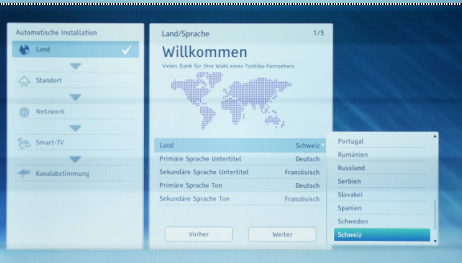 Automatische Installation
Land
Standort
Netzwerk
Smart-TV
Kanalabstimmung
Land/Sprache 1/3
Willkommen
Vielen Dank für Ihre Wahl eines Toshiba-Fernsehers
Land Schweiz
Primäre Sprache Untertitel Deutsch
Sekundäre Sprache Untertitel Französisch
Primäre Sprache Ton Deutsch
Sekundäre Sprache Ton Französisch
Vorher Weiter
Portugal
Rumänien
Russland
Serbien
Slovakei
Spanien
Schweden
Schweiz